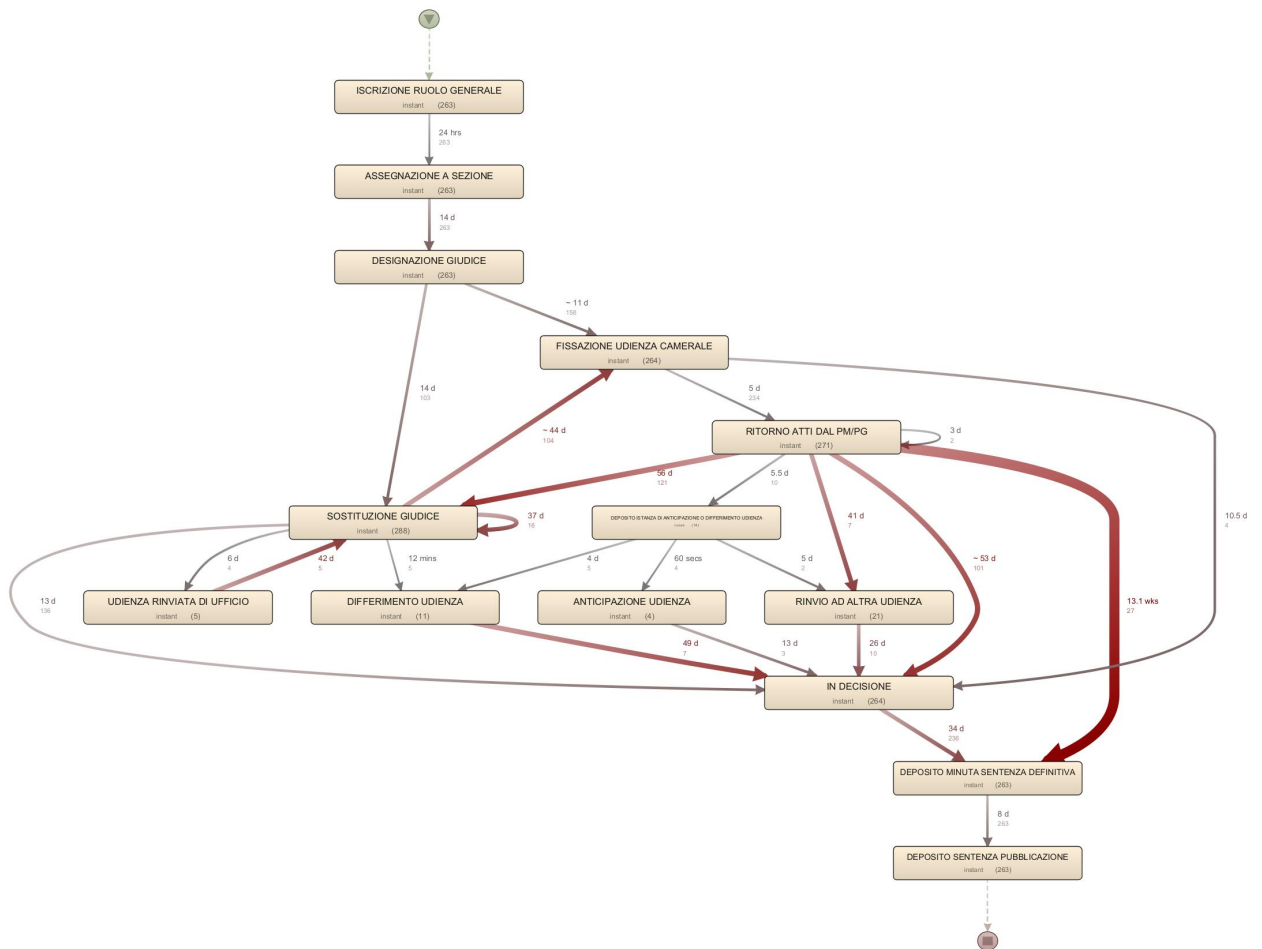 ISCRIZIONE RUOLO GENERALE
instant (263)
24 hrs
263
ASSEGNAZIONE A SEZIONE
instant (263)
14 d
263
DESIGNAZIONE GIUDICE
instant (263)
~ 11 d
158
FISSAZIONE UDIENZA CAMERALE
instant (264)
14 d
103
5 d
234
~ 44 d
104
RITORNO ATTI DAL PM/PG
instant (271)
3 d
2
56 d
121
5.5 d
10
SOSTITUZIONE GIUDICE
instant (288)
37 d
16
DEPOSITO ISTANZA DI ANTICIPAZIONE O DIFFERIMENTO UDIENZA
instant
41 d
7
10.5 d
4
6 d
4
42 d
5
12 mins
5
4 d
5
60 secs
4
5 d
2
~ 53 d
101
13 d
136
UDIENZA RINVIATA DI UFFICIO
instant (5)
DIFFERIMENTO UDIENZA
instant (11)
ANTICIPAZIONE UDIENZA
instant (4)
RINVIO AD ALTRA UDIENZA
instant (21)
13.1 wks
27
49 d
7
13 d
3
26 d
10
IN DECISIONE
instant (264)
34 d
236
DEPOSITO MINUTA SENTENZA DEFINITIVA
instant (263)
8 d
263
DEPOSITO SENTENZA PUBBLICAZIONE
instant (263)